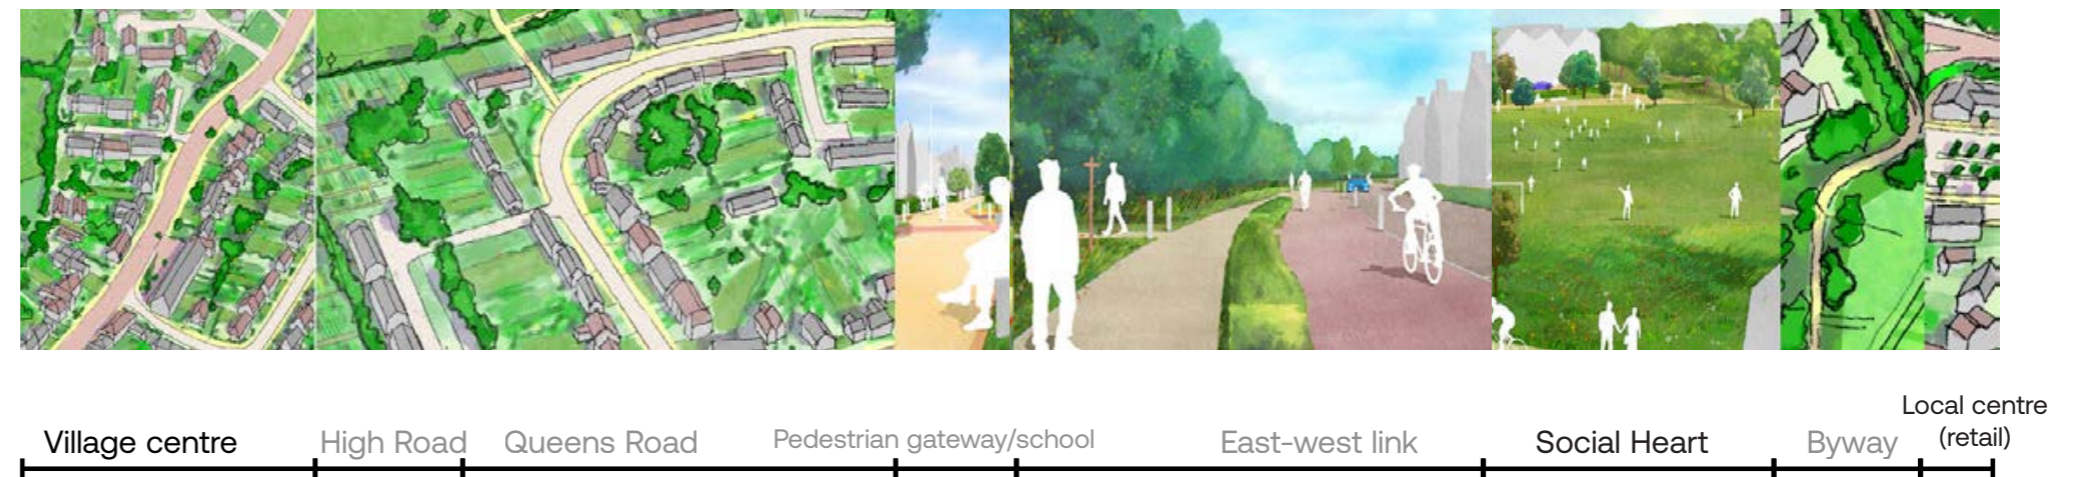 Village centre
High Road
Queens Road
Pedestrian gateway/school
East-west link
Social Heart
Byway
Local centre
(retail)